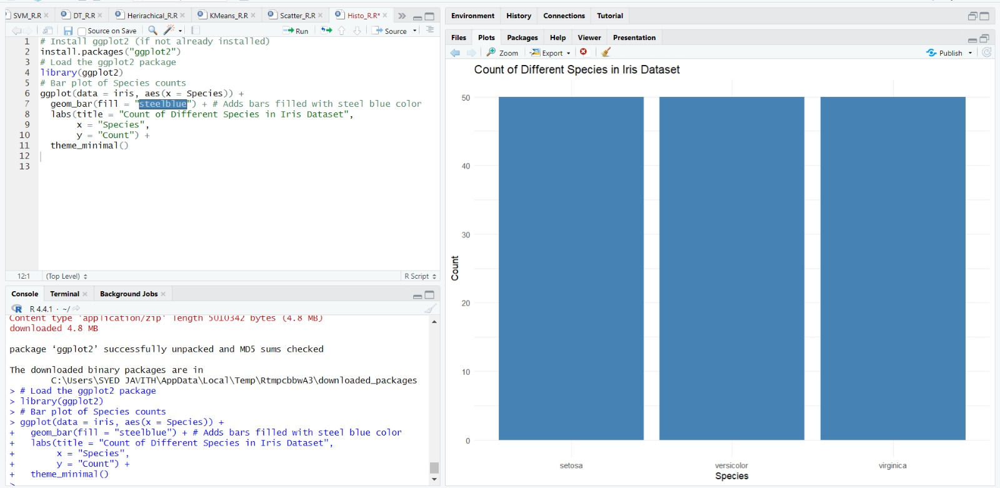 SVM_R.R DT_R.R Herirachical_R.R KMeans_R.R Scatter_R.R Histo_R.R*
Source on Save Run Source
1 # Install ggplot2 (if not already installed)
2 install.packages("ggplot2")
3 # Load the ggplot2 package
4 library(ggplot2)
5 # Bar plot of Species counts
6 ggplot(data = iris, aes(x = Species)) +
7 geom_bar(fill = "steelblue") + # Adds bars filled with steel blue color
8 labs(title = "Count of Different Species in Iris Dataset",
9 x = "Species",
10 y = "Count") +
11 theme_minimal()
12
13
12:1 (Top Level) R Script
Console Terminal Background Jobs
R R 4.4.1 · ~/
Content type 'application/zip' length 5010342 bytes (4.8 MB)
downloaded 4.8 MB
package ‘ggplot2’ successfully unpacked and MD5 sums checked
The downloaded binary packages are in
C:\Users\SYED JAVITH\AppData\Local\Temp\RtmpcbbwA3\downloaded_packages
> # Load the ggplot2 package
> library(ggplot2)
> # Bar plot of Species counts
> ggplot(data = iris, aes(x = Species)) +
+ geom_bar(fill = "steelblue") + # Adds bars filled with steel blue color
+ labs(title = "Count of Different Species in Iris Dataset",
+ x = "Species",
+ y = "Count") +
+ theme_minimal()
>
Environment History Connections Tutorial
Files Plots Packages Help Viewer Presentation
Zoom Export Publish
Count of Different Species in Iris Dataset
50
40
30
20
10
0
Count
setosa versicolor virginica
Species